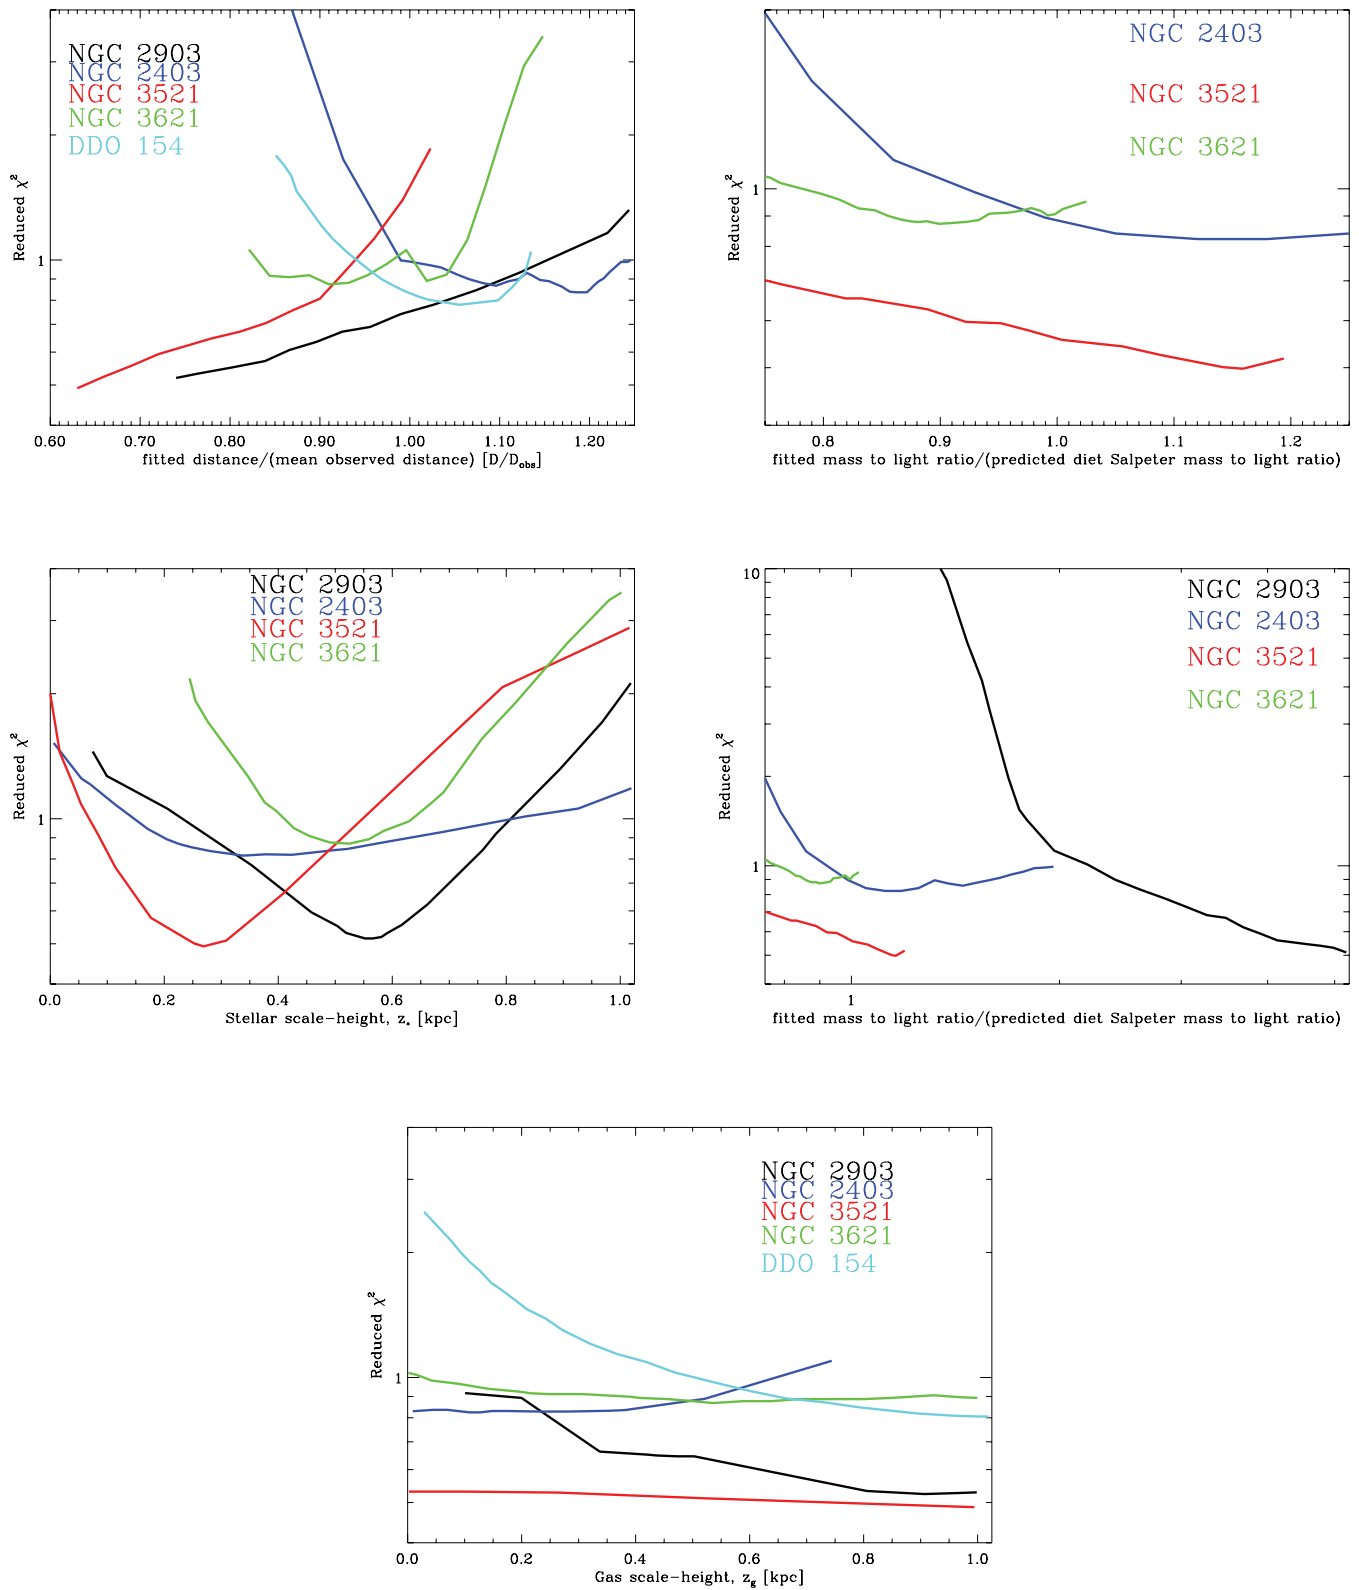 NGC 2903
NGC 2403
NGC 3521
NGC 3621
DDO 154
Reduced χ²
1
0.60 0.70 0.80 0.90 1.00 1.10 1.20
fitted distance/(mean observed distance) [D/D_obs]
NGC 2403
NGC 3521
NGC 3621
Reduced χ²
1
0.8 0.9 1.0 1.1 1.2
fitted mass to light ratio/(predicted diet Salpeter mass to light ratio)
NGC 2903
NGC 2403
NGC 3521
NGC 3621
Reduced χ²
1
0.0 0.2 0.4 0.6 0.8 1.0
Stellar scale-height, z_* [kpc]
NGC 2903
NGC 2403
NGC 3521
NGC 3621
10
Reduced χ²
1
1
fitted mass to light ratio/(predicted diet Salpeter mass to light ratio)
NGC 2903
NGC 2403
NGC 3521
NGC 3621
DDO 154
Reduced χ²
1
0.0 0.2 0.4 0.6 0.8 1.0
Gas scale-height, z_g [kpc]